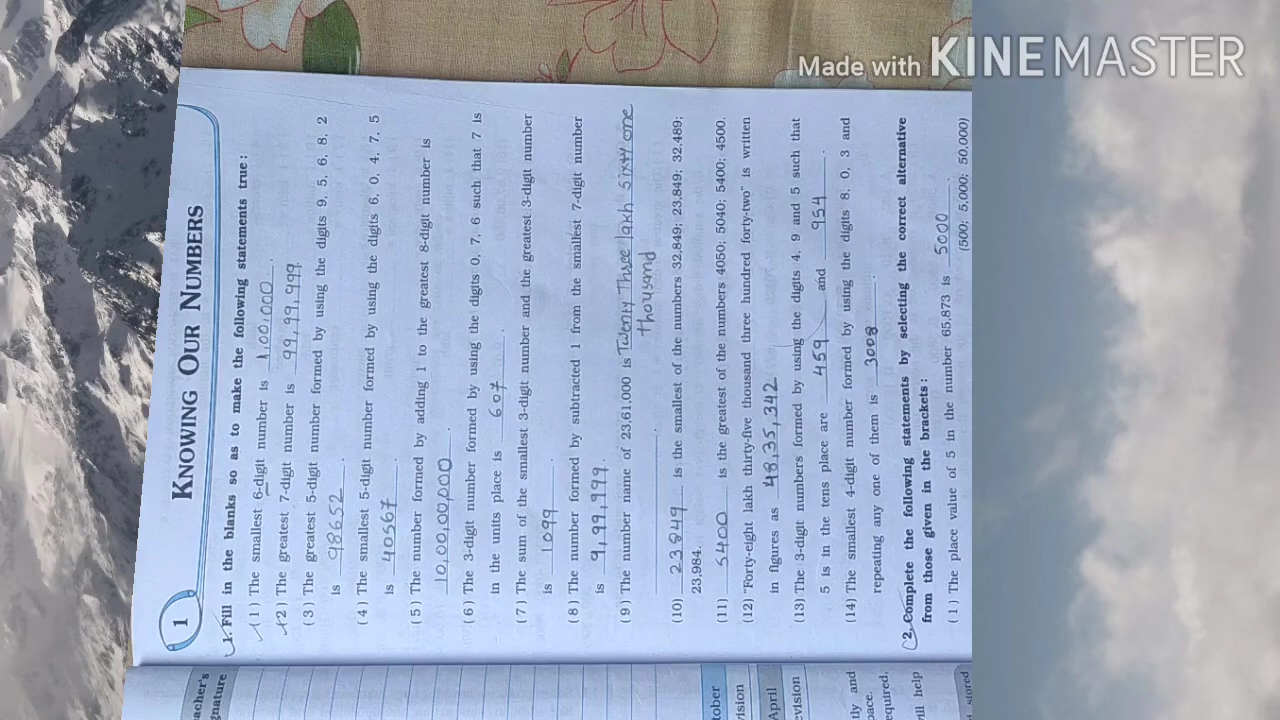 Made with KINEMASTER
1
KNOWING OUR NUMBERS
1. Fill in the blanks so as to make the following statements true :
(1) The smallest 6-digit number is 1,00,000.
(2) The greatest 7-digit number is 99,99,999
(3) The greatest 5-digit number formed by using the digits 9, 5, 6, 8, 2
is 98652.
(4) The smallest 5-digit number formed by using the digits 6, 0, 4, 7, 5
is 40567.
(5) The number formed by adding 1 to the greatest 8-digit number is
10,00,00,000.
(6) The 3-digit number formed by using the digits 0, 7, 6 such that 7 is
in the units place is 607.
(7) The sum of the smallest 3-digit number and the greatest 3-digit number
is 1099.
(8) The number formed by subtracted 1 from the smallest 7-digit number
is 9,99,999.
(9) The number name of 23,61,000 is Twenty Three lakh sixty one
thousand.
(10) 23849 is the smallest of the numbers 32,849; 23,849; 32,489;
23,984.
(11) 5400 is the greatest of the numbers 4050; 5040; 5400; 4500.
(12) "Forty-eight lakh thirty-five thousand three hundred forty-two" is written
in figures as 48,35,342
(13) The 3-digit numbers formed by using the digits 4, 9 and 5 such that
5 is in the tens place are 459 and 954.
(14) The smallest 4-digit number formed by using the digits 8, 0, 3 and
repeating any one of them is 3008.
2. Complete the following statements by selecting the correct alternative
from those given in the brackets :
(1) The place value of 5 in the number 65,873 is 5000.
(500; 5,000; 50,000)
acher's
gnature
tober
vision
April
evision
tly and
pace.
equired.
ill help
stored